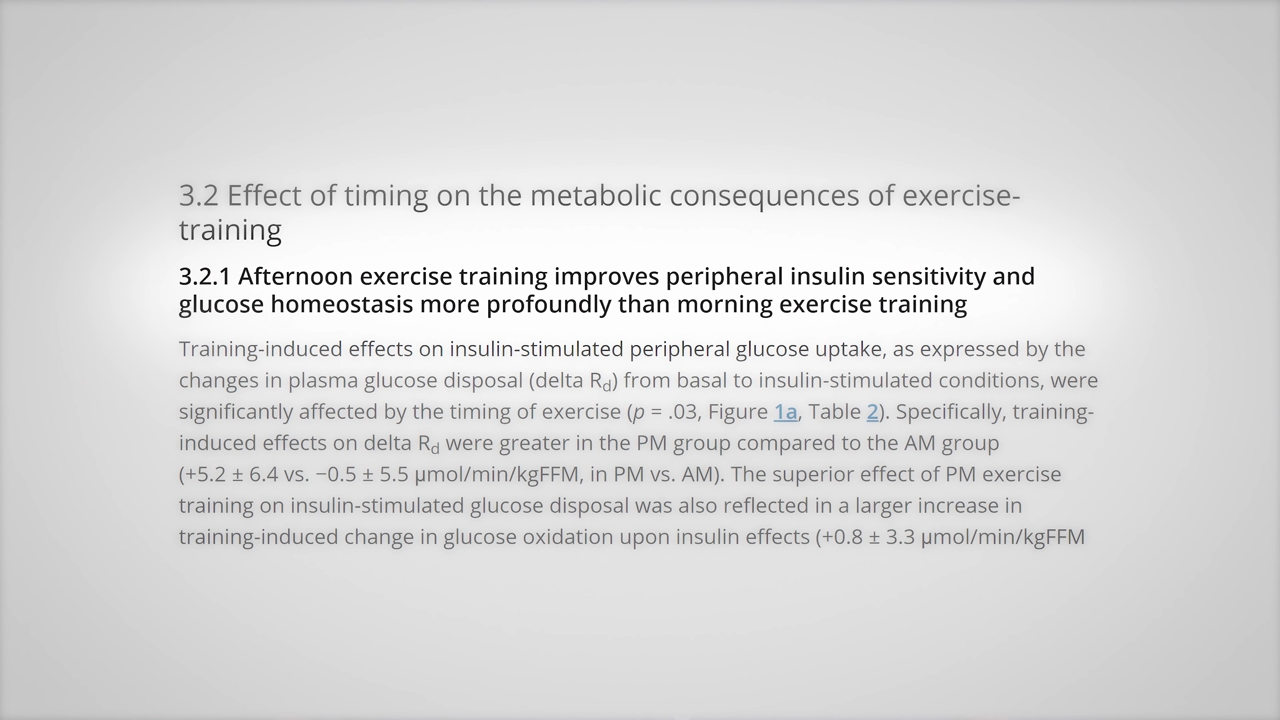 3.2 Effect of timing on the metabolic consequences of exercise-
training
3.2.1 Afternoon exercise training improves peripheral insulin sensitivity and
glucose homeostasis more profoundly than morning exercise training
Training-induced effects on insulin-stimulated peripheral glucose uptake, as expressed by the
changes in plasma glucose disposal (delta Rd) from basal to insulin-stimulated conditions, were
significantly affected by the timing of exercise (p = .03, Figure 1a, Table 2). Specifically, training-
induced effects on delta Rd were greater in the PM group compared to the AM group
(+5.2 ± 6.4 vs. −0.5 ± 5.5 μmol/min/kgFFM, in PM vs. AM). The superior effect of PM exercise
training on insulin-stimulated glucose disposal was also reflected in a larger increase in
training-induced change in glucose oxidation upon insulin effects (+0.8 ± 3.3 μmol/min/kgFFM